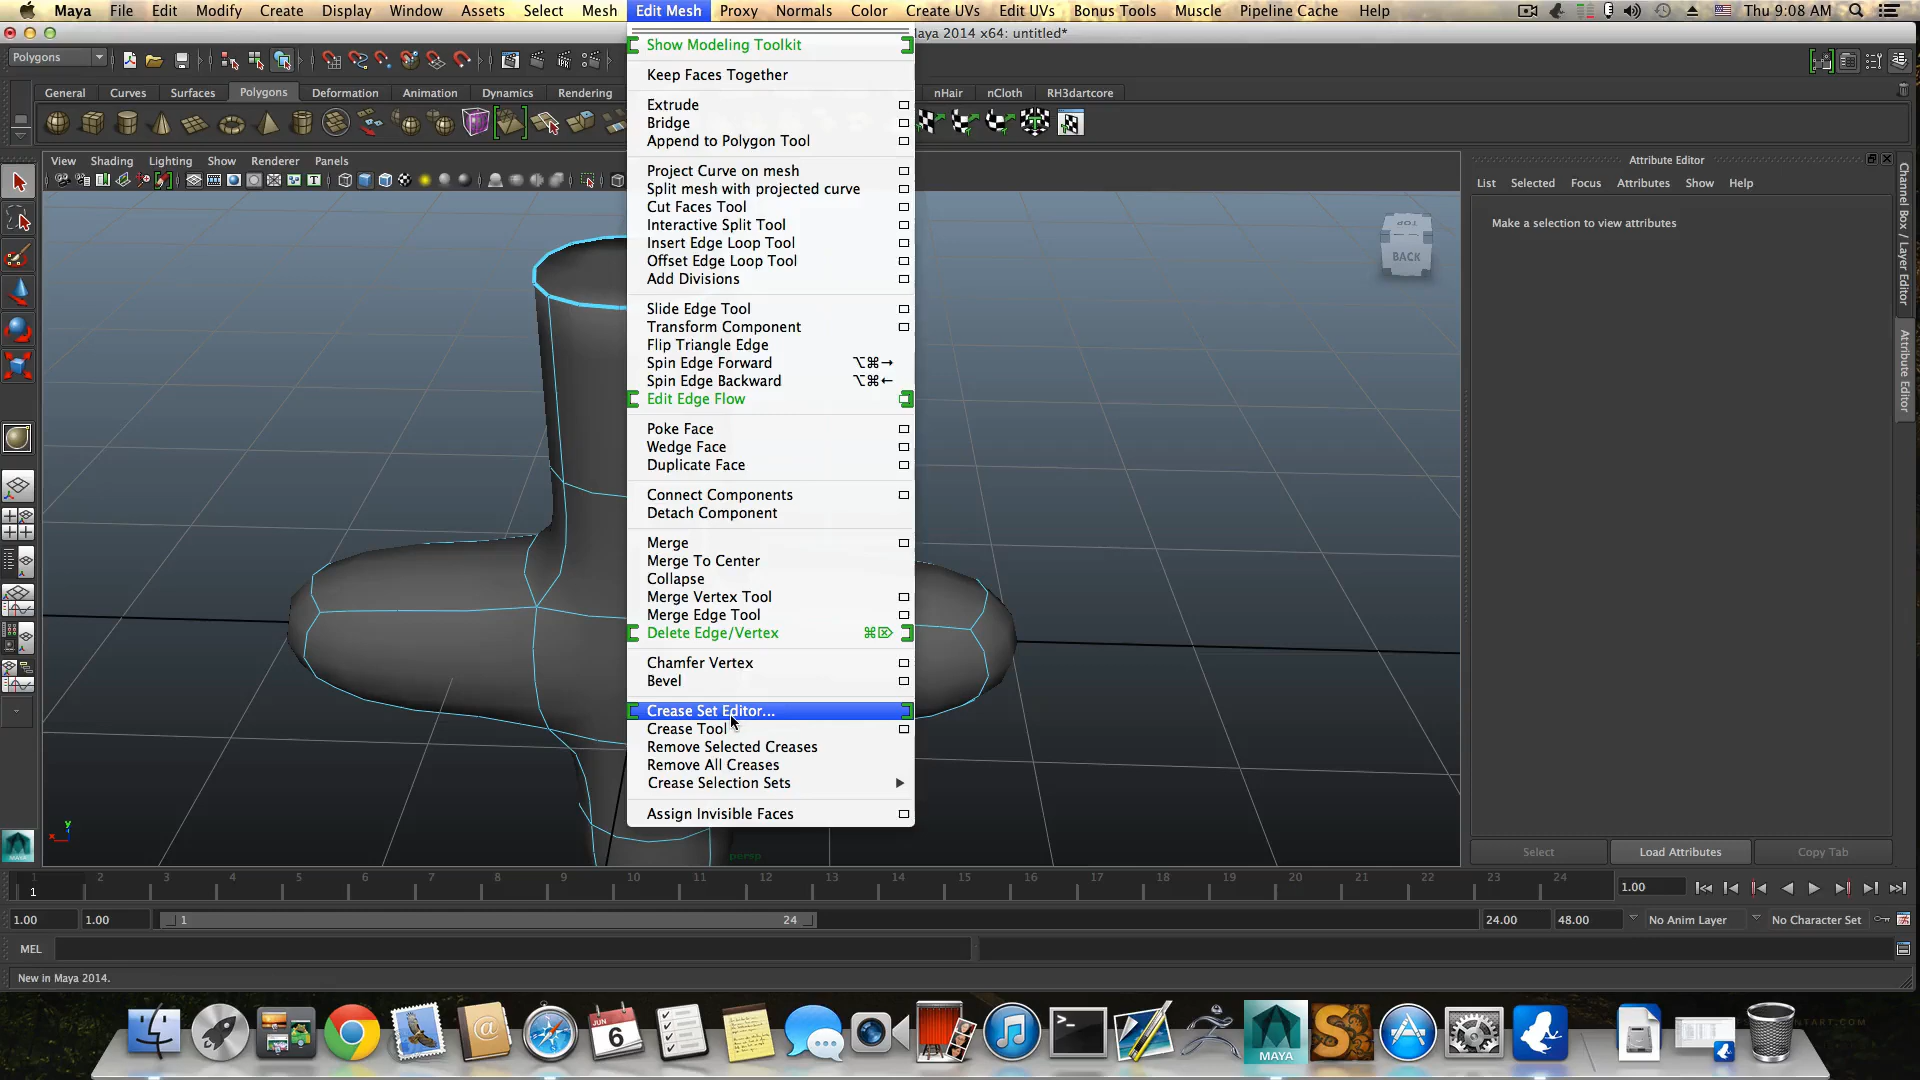 Maya File Edit Modify Create Display Window Assets Select Mesh Edit Mesh Proxy Normals Color Create UVs Edit UVs Bonus Tools Muscle Pipeline Cache Help Thu 9:08 AM
aya 2014 x64: untitled*
Polygons
General Curves Surfaces Polygons Deformation Animation Dynamics Rendering nHair nCloth RH3dartcore
View Shading Lighting Show Renderer Panels
Show Modeling Toolkit
Keep Faces Together
Extrude
Bridge
Append to Polygon Tool
Project Curve on mesh
Split mesh with projected curve
Cut Faces Tool
Interactive Split Tool
Insert Edge Loop Tool
Offset Edge Loop Tool
Add Divisions
Slide Edge Tool
Transform Component
Flip Triangle Edge
Spin Edge Forward ⌥⌘→
Spin Edge Backward ⌥⌘←
Edit Edge Flow
Poke Face
Wedge Face
Duplicate Face
Connect Components
Detach Component
Merge
Merge To Center
Collapse
Merge Vertex Tool
Merge Edge Tool
Delete Edge/Vertex ⌘⌦
Chamfer Vertex
Bevel
Crease Set Editor...
Crease Tool
Remove Selected Creases
Remove All Creases
Crease Selection Sets
Assign Invisible Faces
TOP
BACK
persp
y
x
Attribute Editor
List Selected Focus Attributes Show Help
Make a selection to view attributes
Channel Box / Layer Editor
Attribute Editor
Select Load Attributes Copy Tab
1 2 3 4 5 6 7 8 9 10 11 12 13 14 15 16 17 18 19 20 21 22 23 24
1
1.00
1.00 1.00 1 24 24.00 48.00 No Anim Layer No Character Set
MEL
New in Maya 2014.
MAYA
JUN
6
MAYA